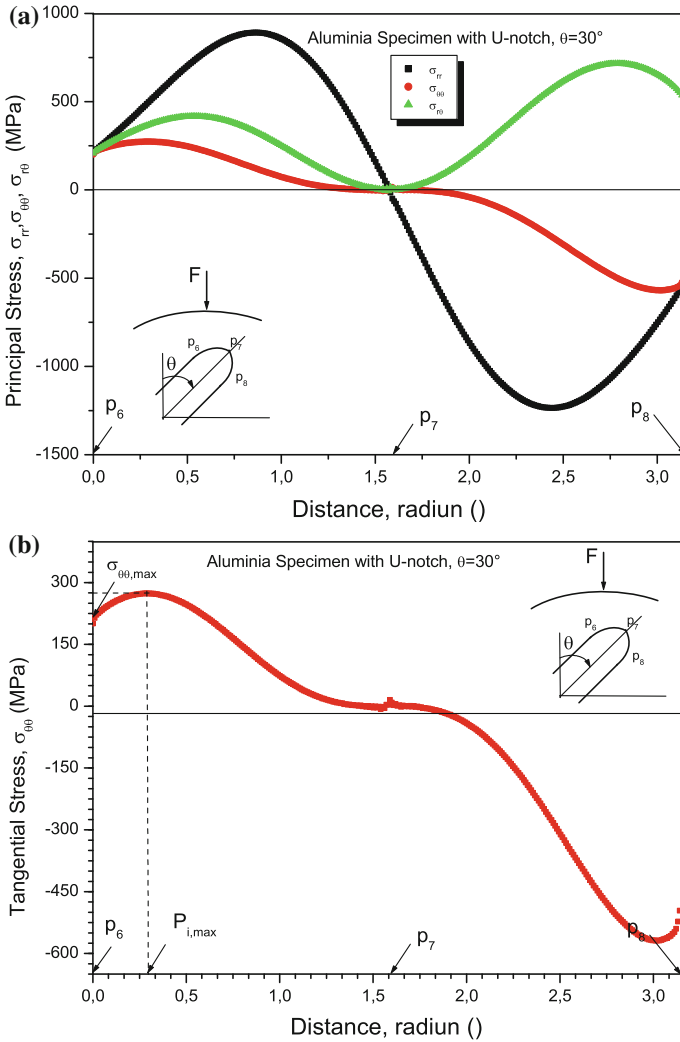 (a)
1000
500
0
-500
-1000
-1500
Principal Stress, σrr,σθθ, σrθ (MPa)
Aluminia Specimen with U-notch, θ=30°
σrr
σθθ
σrθ
F
θ
p6
p7
p8
p6
p7
p8
0,0
0,5
1,0
1,5
2,0
2,5
3,0
Distance, radiun ()
(b)
300
150
0
-150
-300
-450
-600
Tangential Stress, σθθ (MPa)
Aluminia Specimen with U-notch, θ=30°
σθθ,max
F
θ
p6
p7
p8
p6
Pi,max
p7
p8
0,0
0,5
1,0
1,5
2,0
2,5
3,0
Distance, radiun ()